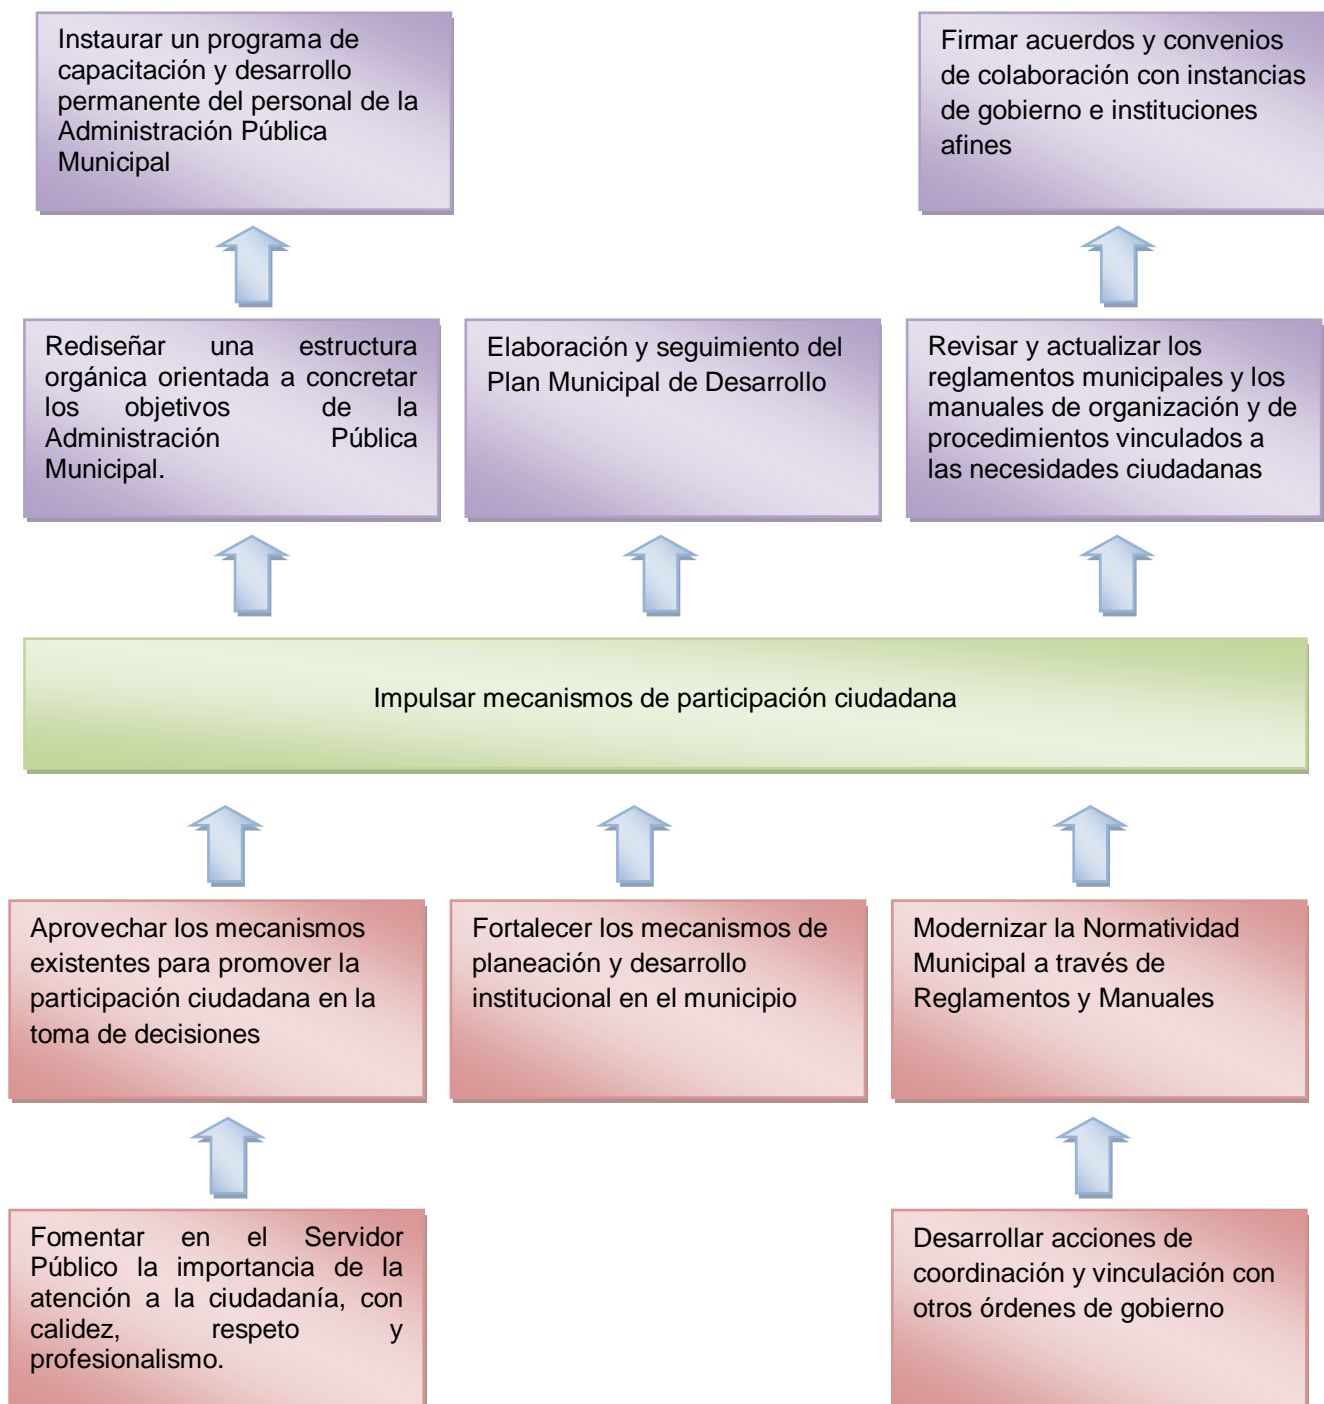 Instaurar un programa de
capacitación y desarrollo
permanente del personal de la
Administración Pública
Municipal
Firmar acuerdos y convenios
de colaboración con instancias
de gobierno e instituciones
afines
Rediseñar una estructura
orgánica orientada a concretar
los objetivos de la
Administración Pública
Municipal.
Elaboración y seguimiento del
Plan Municipal de Desarrollo
Revisar y actualizar los
reglamentos municipales y los
manuales de organización y de
procedimientos vinculados a
las necesidades ciudadanas
Impulsar mecanismos de participación ciudadana
Aprovechar los mecanismos
existentes para promover la
participación ciudadana en la
toma de decisiones
Fortalecer los mecanismos de
planeación y desarrollo
institucional en el municipio
Modernizar la Normatividad
Municipal a través de
Reglamentos y Manuales
Fomentar en el Servidor
Público la importancia de la
atención a la ciudadanía, con
calidez, respeto y
profesionalismo.
Desarrollar acciones de
coordinación y vinculación con
otros órdenes de gobierno